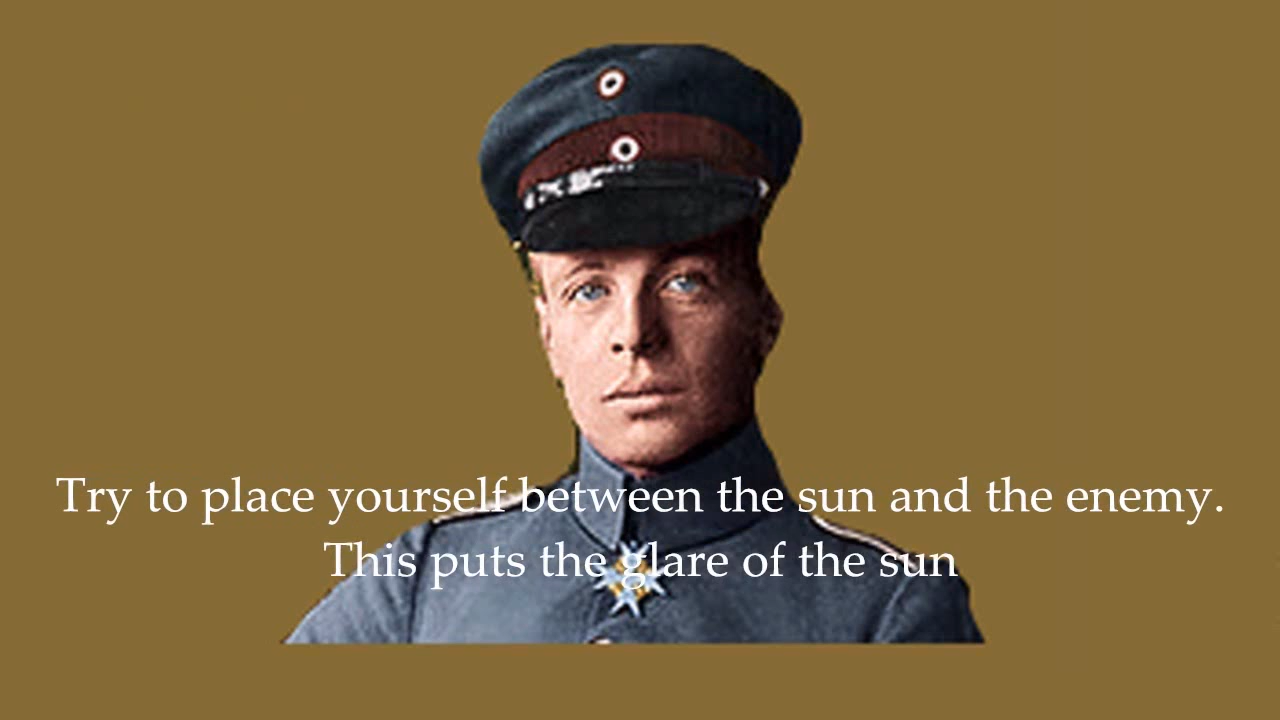 Try to place yourself between the sun and the enemy.
This puts the glare of the sun